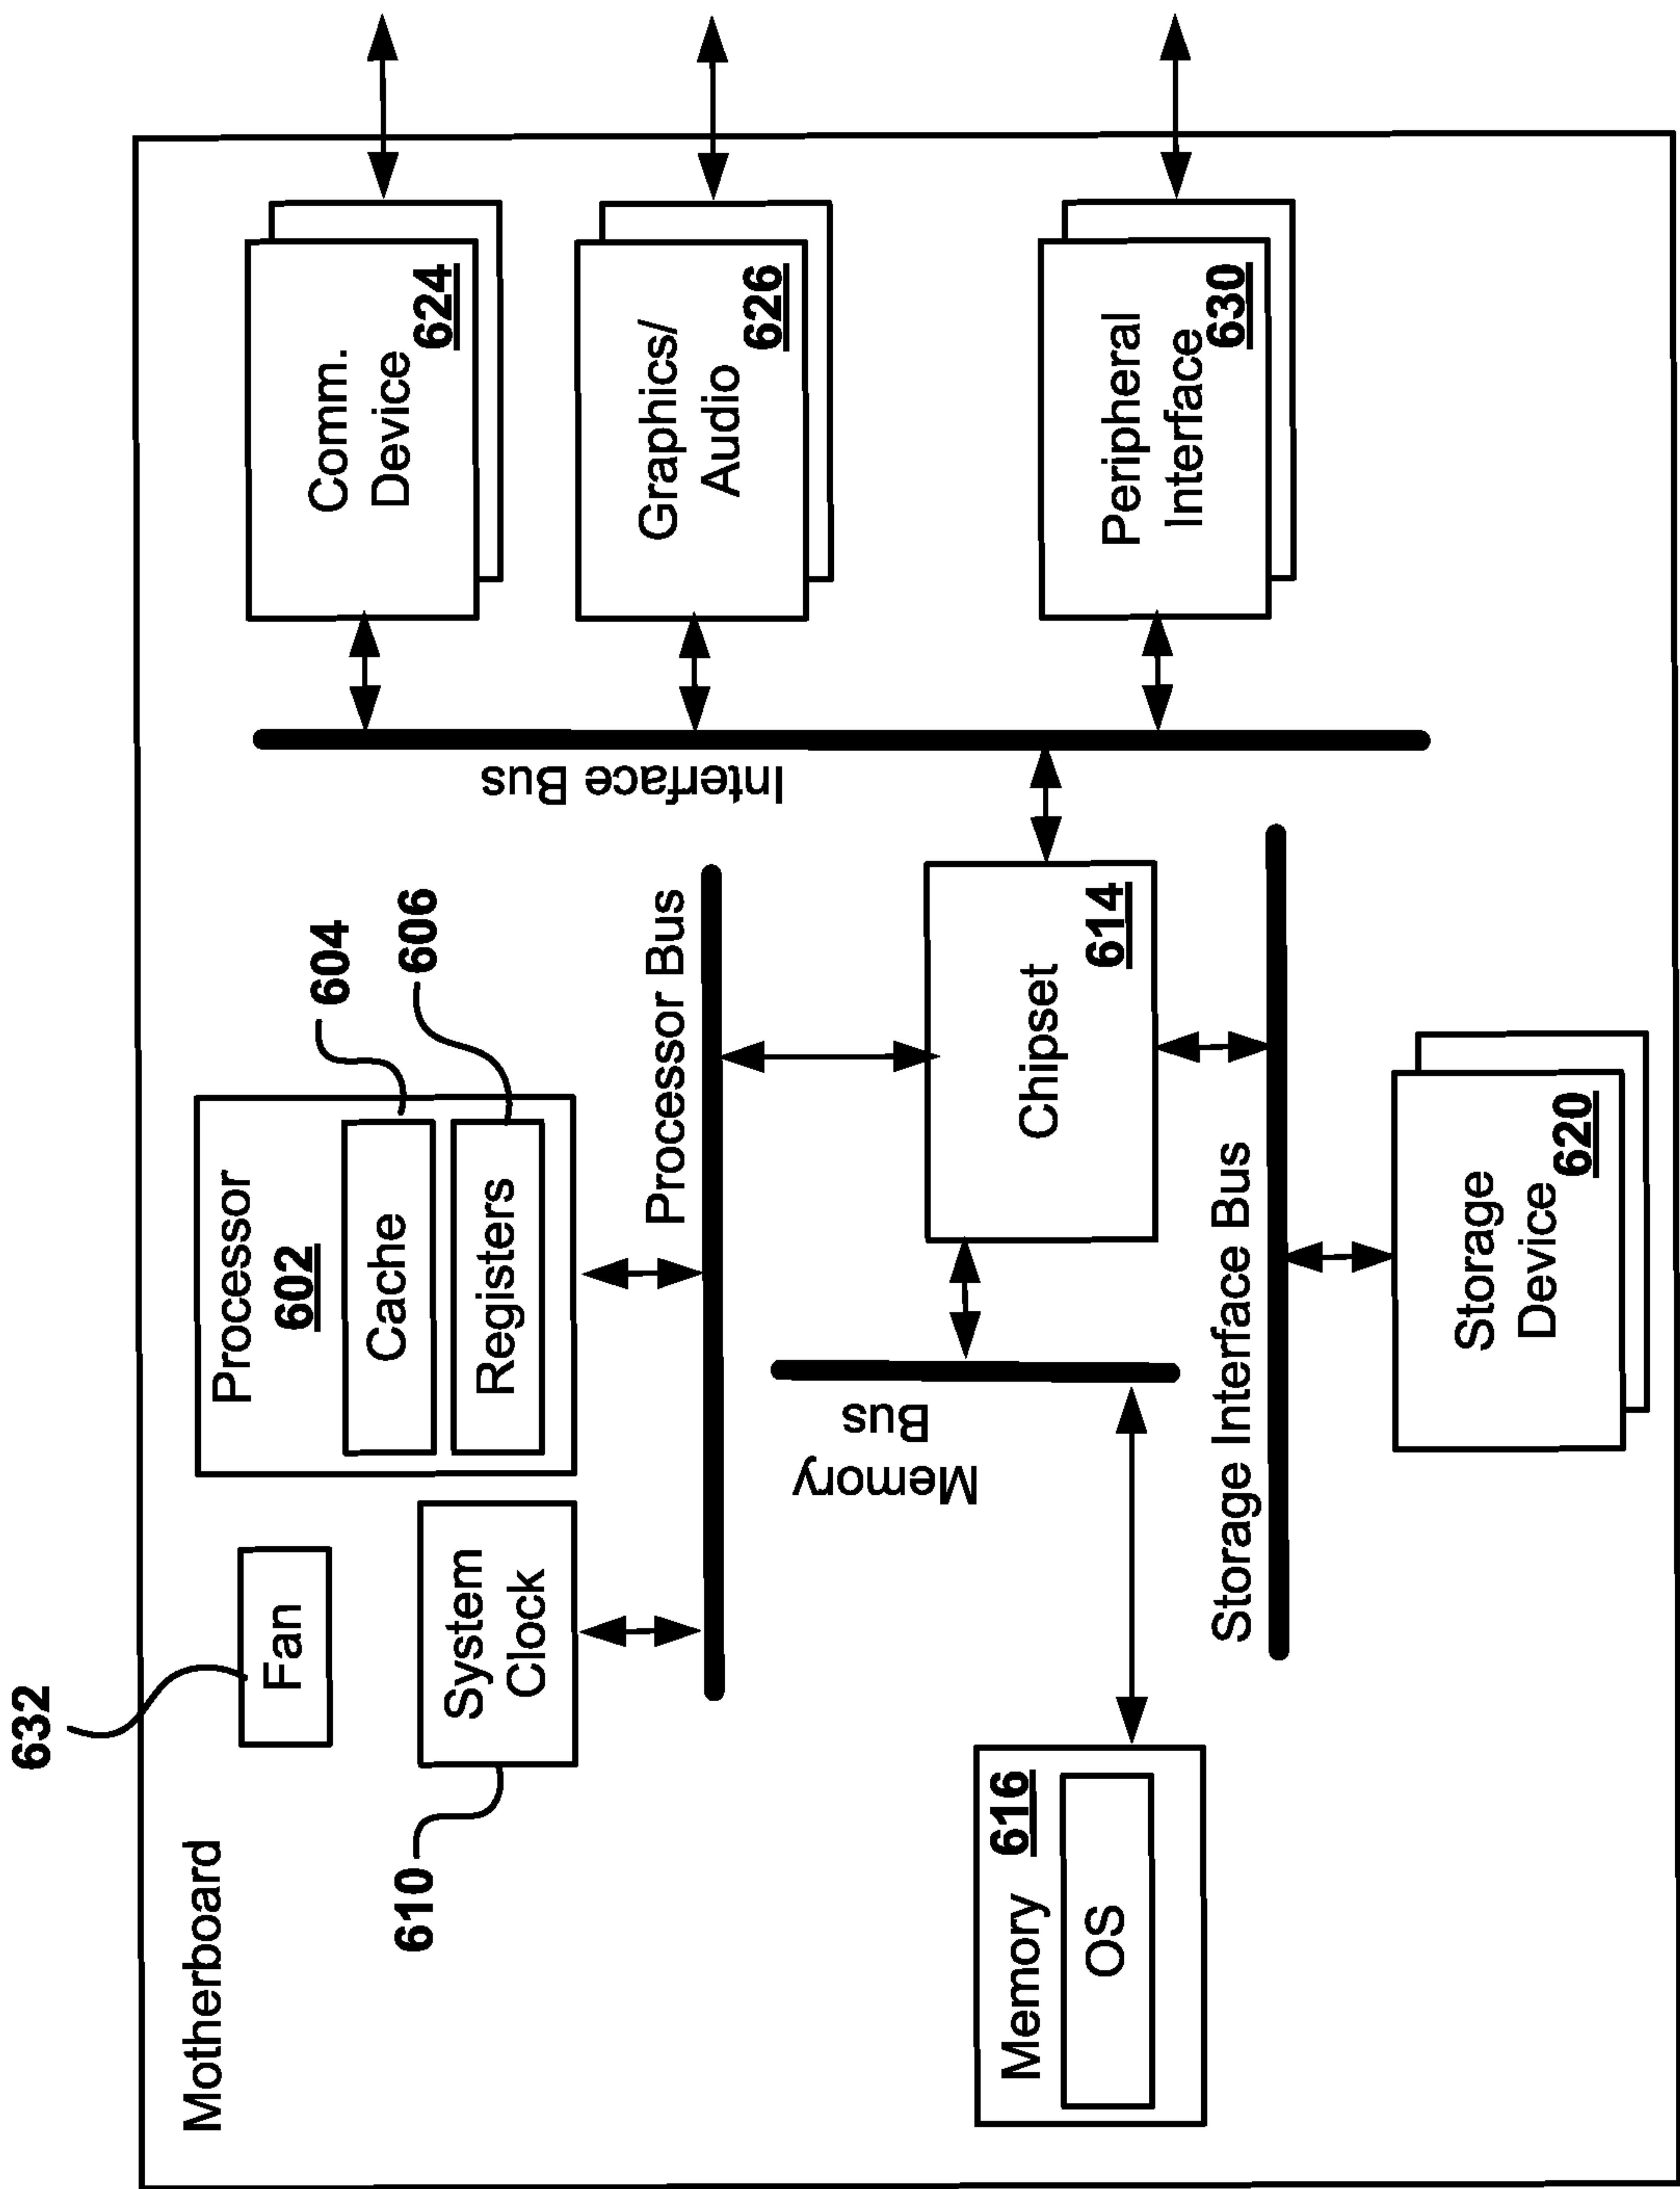 632
Motherboard
Fan
Processor
602
Cache
604
Registers
606
System
Clock
610
Processor Bus
Memory
616
OS
Memory
Bus
Chipset
614
Storage Interface Bus
Storage
Device
620
Interface Bus
Comm.
Device
624
Graphics/
Audio
626
Peripheral
Interface
630